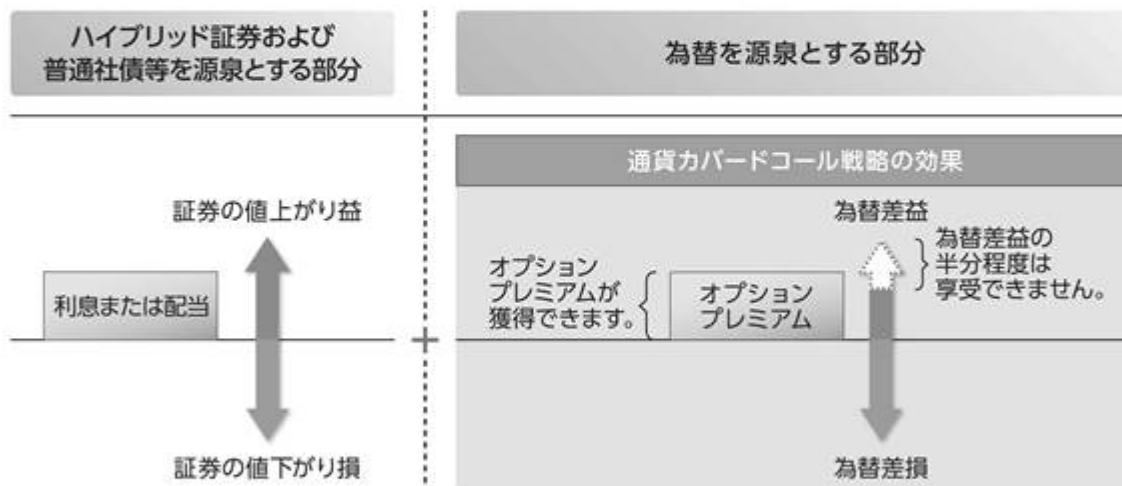 ハイブリッド証券および
普通社債等を源泉とする部分
為替を源泉とする部分
通貨カバードコール戦略の効果
証券の値上がり益
利息または配当
証券の値下がり損
為替差益
為替差益の
半分程度は
享受できません。
オプション
プレミアムが
獲得できます。
オプション
プレミアム
為替差損